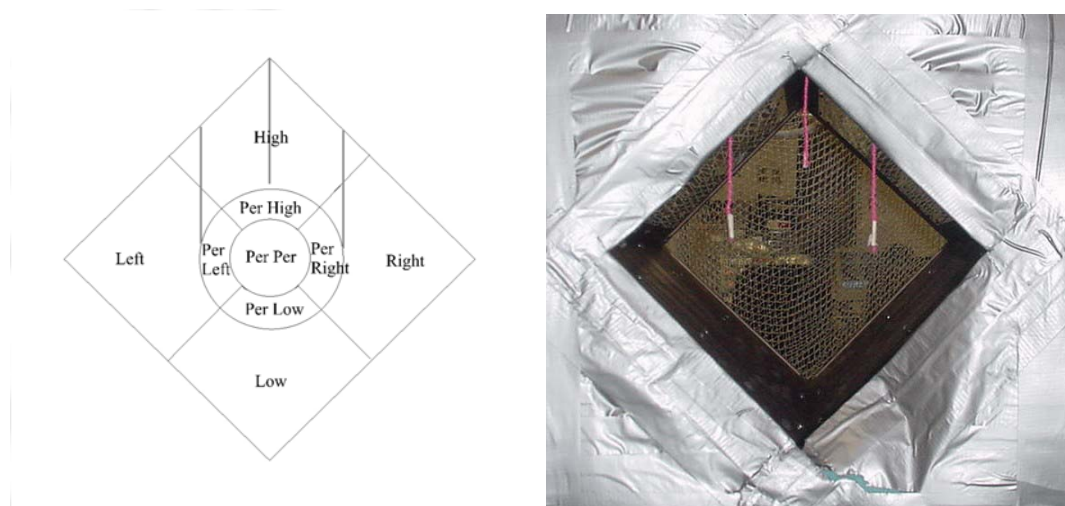 High
Per High
Left
Per
Left
Per Per
Per
Right
Right
Per Low
Low